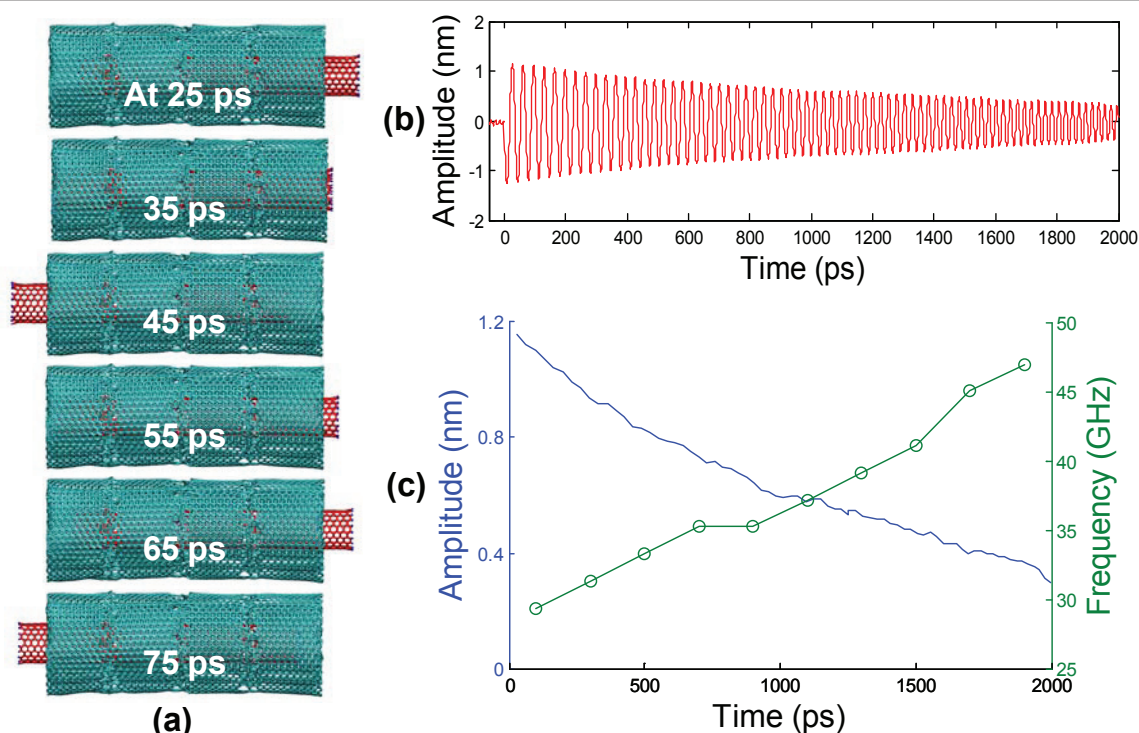 At 25 ps
35 ps
45 ps
55 ps
65 ps
75 ps
(a)
(b)
Amplitude (nm)
2
1
0
-1
-2
0 200 400 600 800 1000 1200 1400 1600 1800 2000
Time (ps)
(c)
Amplitude (nm)
1.2
0.8
0.4
0
50
45
40
35
30
25
Frequency (GHz)
0 500 1000 1500 2000
Time (ps)